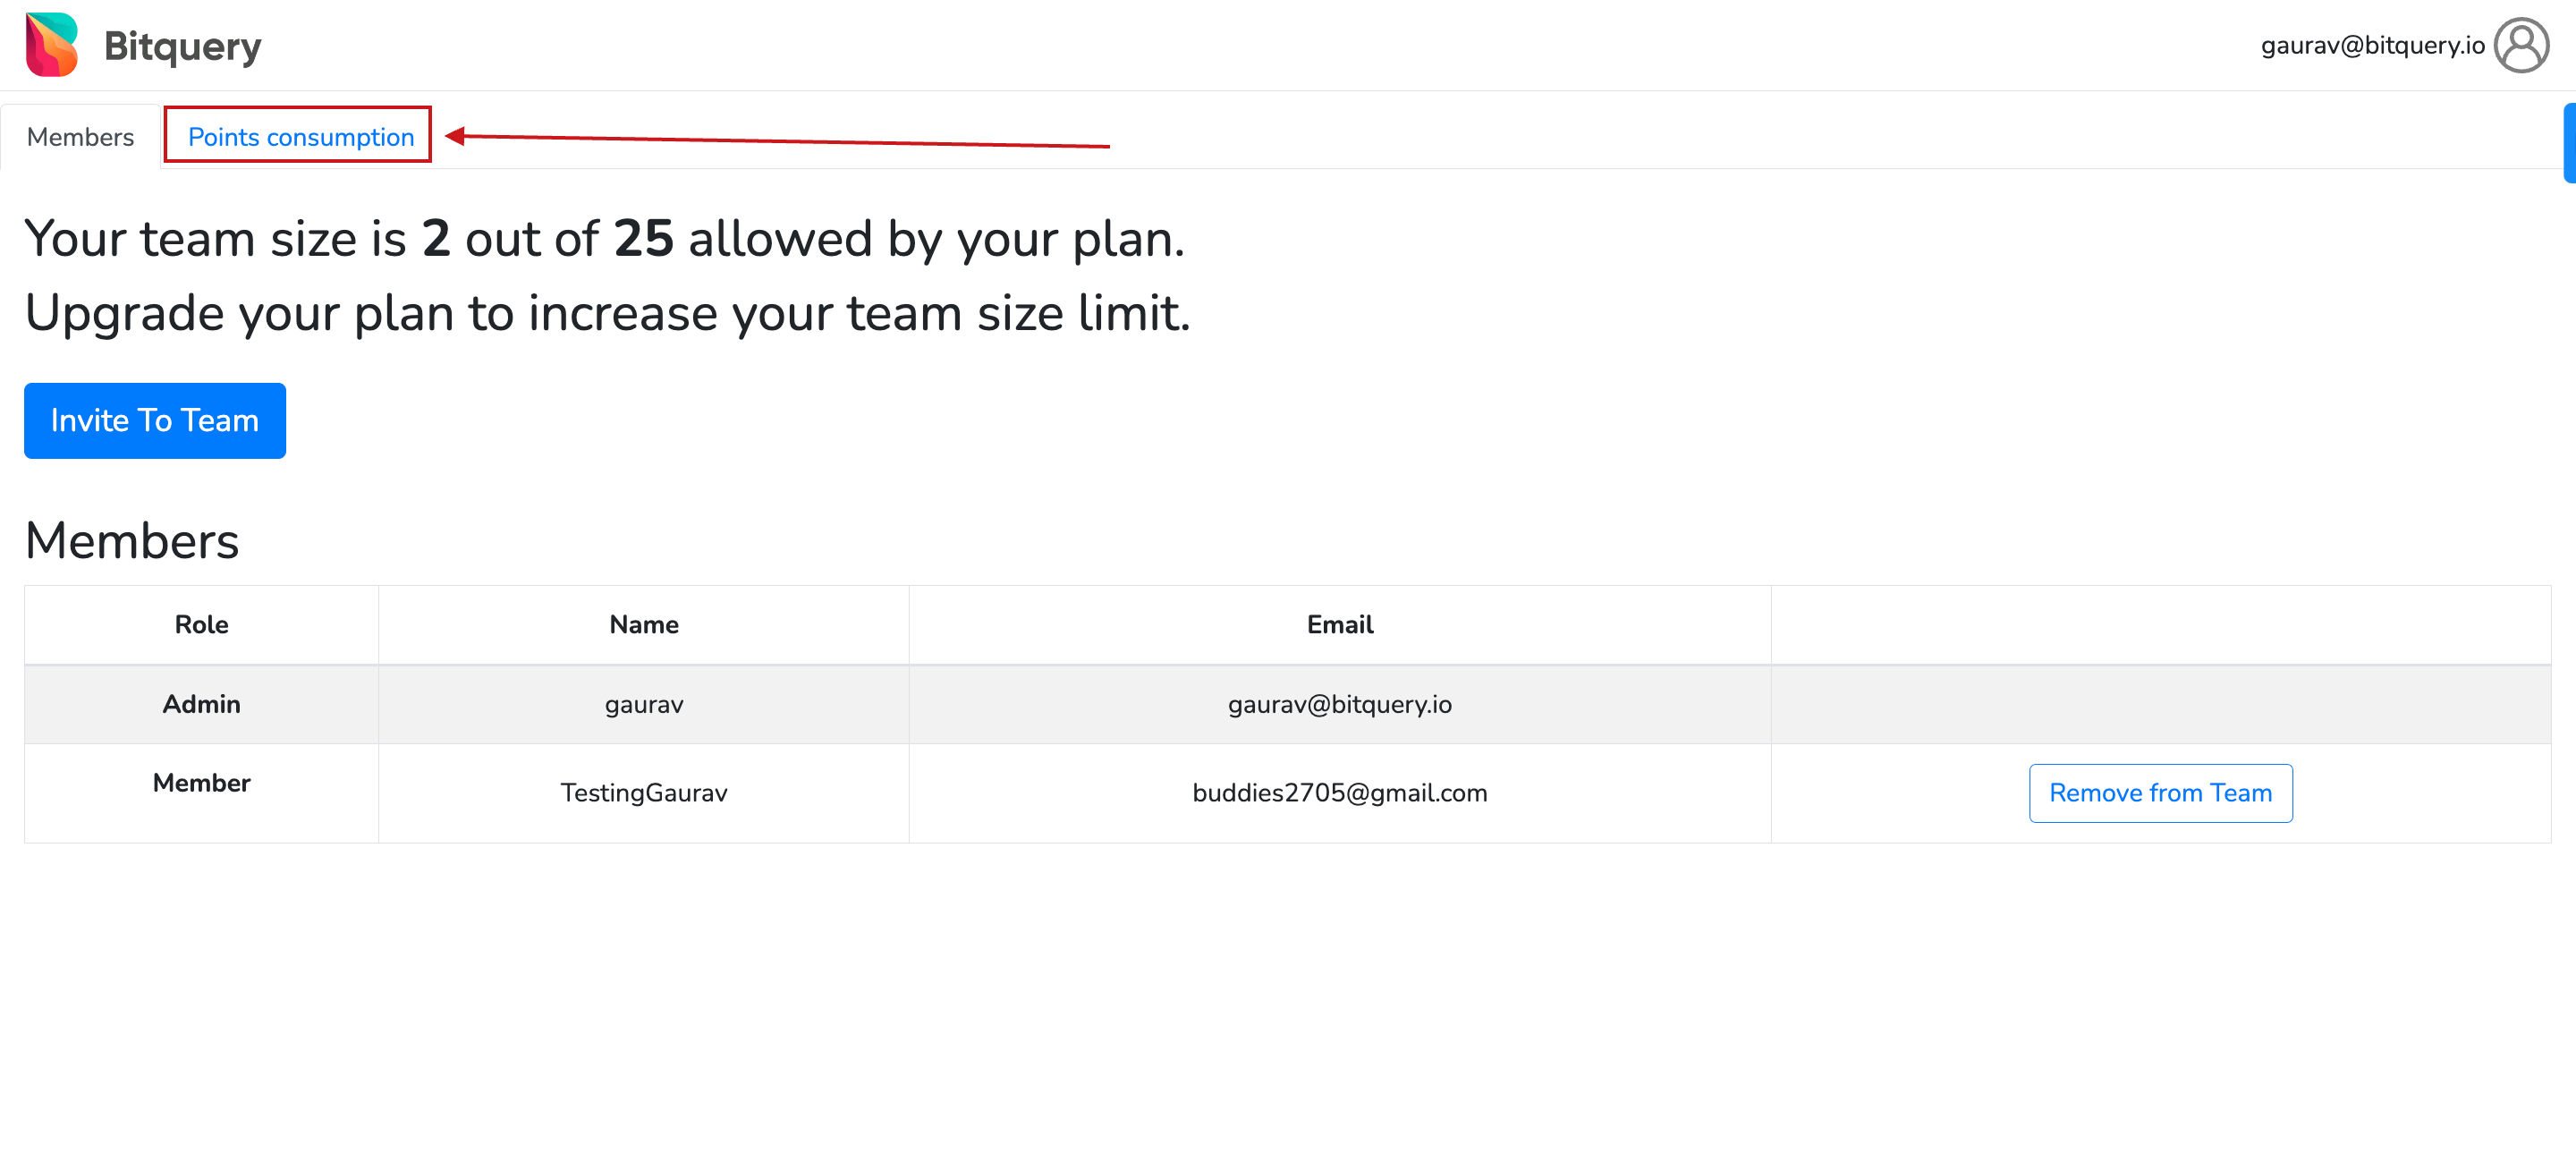 Bitquery
gaurav@bitquery.io
Members
Points consumption
Your team size is 2 out of 25 allowed by your plan.
Upgrade your plan to increase your team size limit.
Invite To Team
Members
Role Name Email
Admin gaurav gaurav@bitquery.io
Member TestingGaurav buddies2705@gmail.com Remove from Team